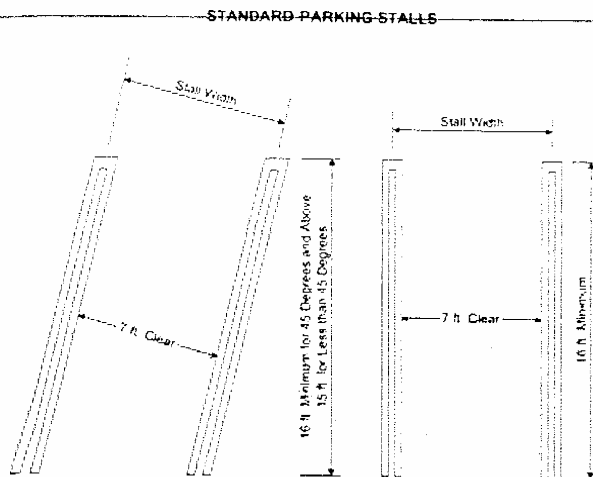 STANDARD PARKING STALLS
Stall Width
Stall Width
16 ft. Minimum for 45 Degrees and Above
15 ft. for Less than 45 Degrees
7 ft. Clear
7 ft. Clear
16 ft. Minimum